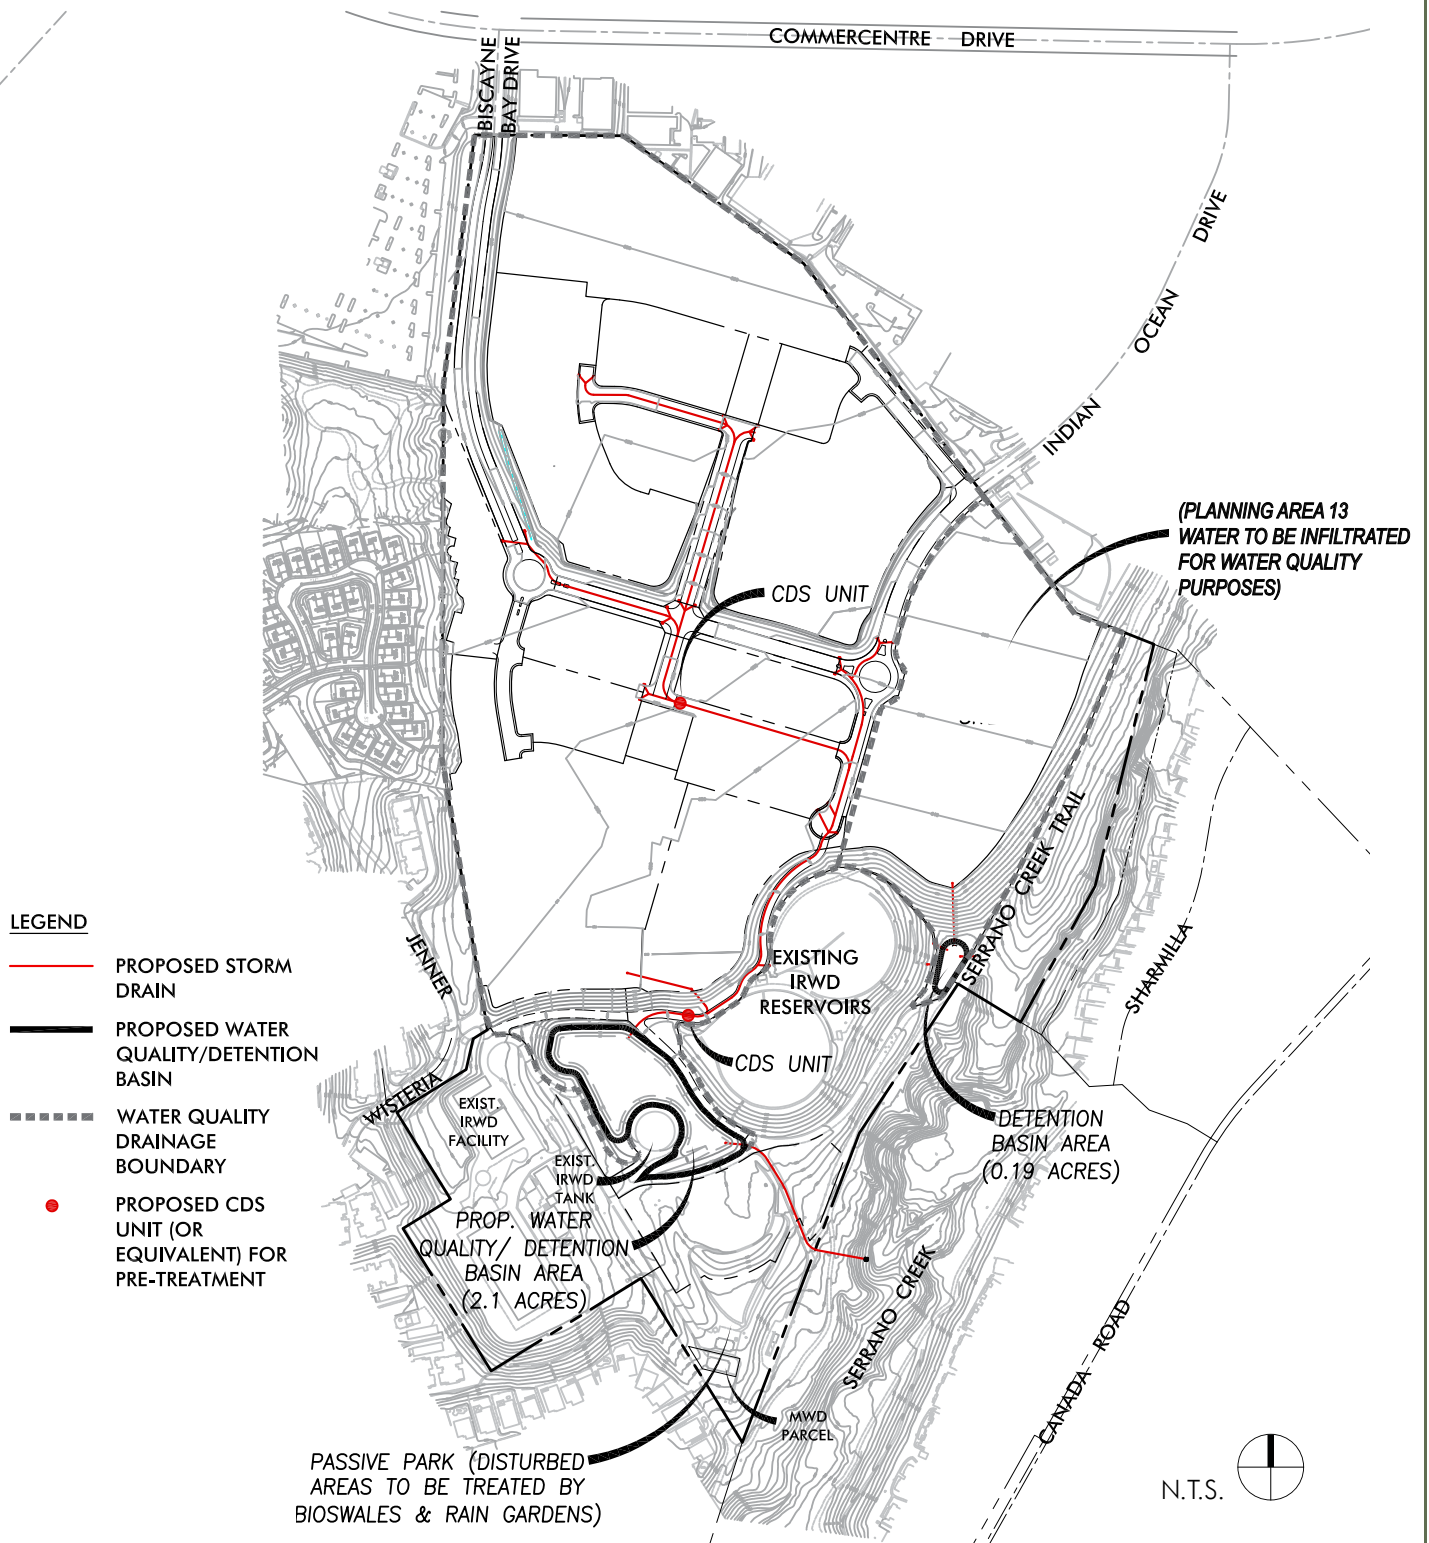 COMMERCENTRE DRIVE
BISCAYNE
BAY DRIVE
INDIAN OCEAN DRIVE
(PLANNING AREA 13
WATER TO BE INFILTRATED
FOR WATER QUALITY
PURPOSES)
CDS UNIT
SERRANO CREEK TRAIL
SHARMILLA
JENNER
EXISTING
IRWD
RESERVOIRS
CDS UNIT
LEGEND
PROPOSED STORM
DRAIN
PROPOSED WATER
QUALITY/DETENTION
BASIN
WATER QUALITY
DRAINAGE
BOUNDARY
PROPOSED CDS
UNIT (OR
EQUIVALENT) FOR
PRE-TREATMENT
WISTERIA
EXIST.
IRWD
FACILITY
EXIST.
IRWD
TANK
DETENTION
BASIN AREA
(0.19 ACRES)
PROP. WATER
QUALITY/ DETENTION
BASIN AREA
(2.1 ACRES)
SERRANO CREEK
CANADA ROAD
MWD
PARCEL
PASSIVE PARK (DISTURBED
AREAS TO BE TREATED BY
BIOSWALES & RAIN GARDENS)
N.T.S.